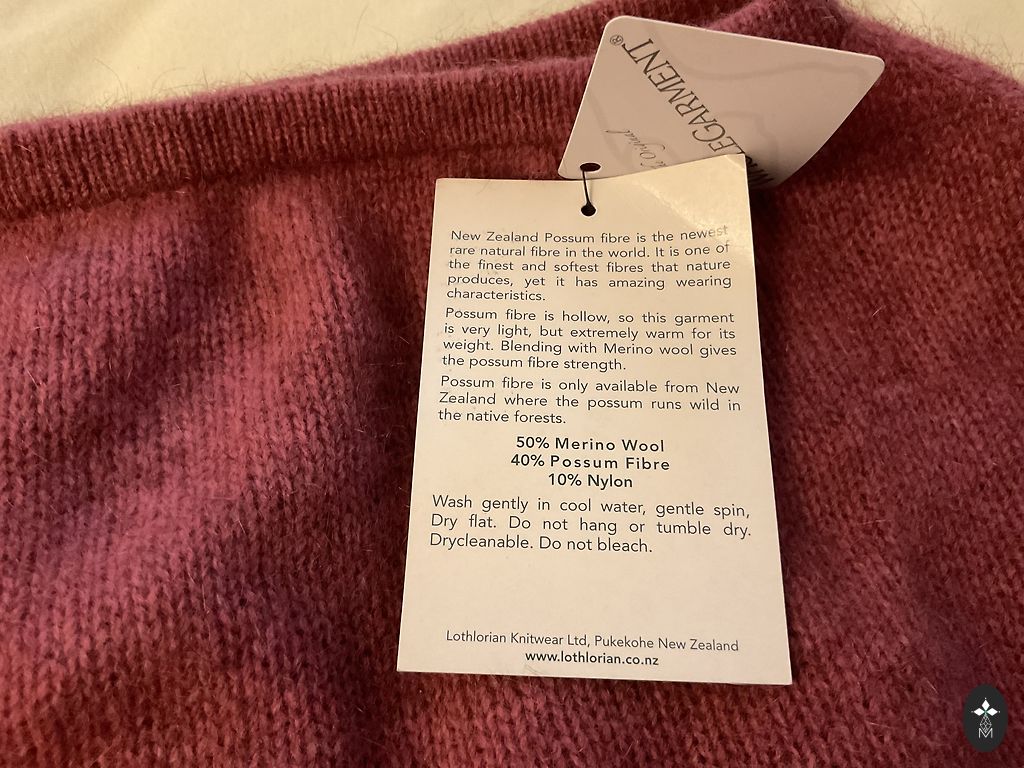 WHOLEGARMENT®
Original
New Zealand Possum fibre is the newest
rare natural fibre in the world. It is one of
the finest and softest fibres that nature
produces, yet it has amazing wearing
characteristics.
Possum fibre is hollow, so this garment
is very light, but extremely warm for its
weight. Blending with Merino wool gives
the possum fibre strength.
Possum fibre is only available from New
Zealand where the possum runs wild in
the native forests.
50% Merino Wool
40% Possum Fibre
10% Nylon
Wash gently in cool water, gentle spin,
Dry flat. Do not hang or tumble dry.
Drycleanable. Do not bleach.
Lothlorian Knitwear Ltd, Pukekohe New Zealand
www.lothlorian.co.nz
M